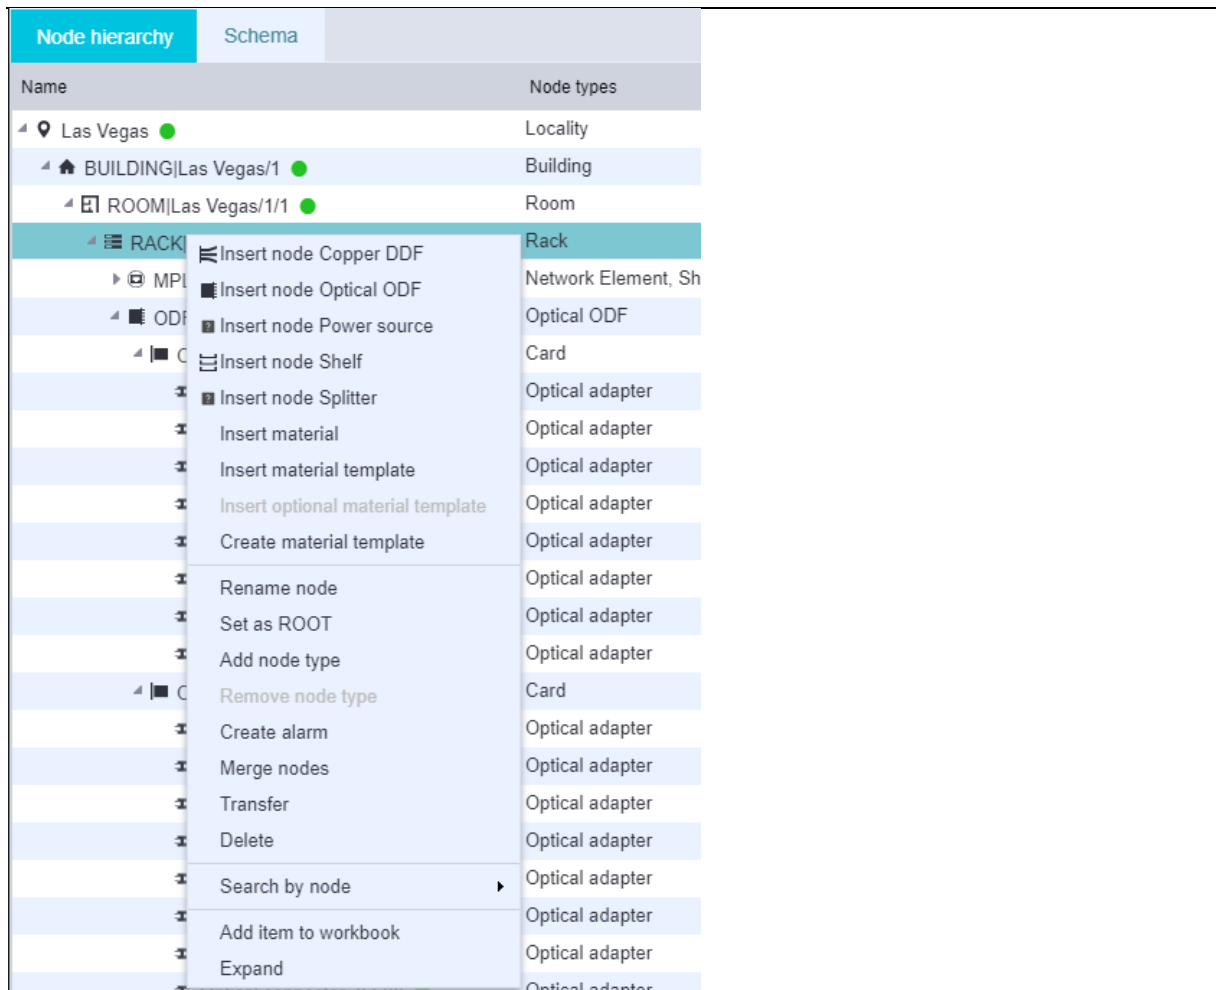 Node hierarchy Schema
Name Node types
Las Vegas Locality
BUILDING|Las Vegas/1 Building
ROOM|Las Vegas/1/1 Room
RACK| Rack
Insert node Copper DDF
MPL Network Element, Sh
Insert node Optical ODF
ODF Optical ODF
Insert node Power source
C Card
Insert node Shelf
Optical adapter
Insert node Splitter
Optical adapter
Insert material
Optical adapter
Insert material template
Optical adapter
Insert optional material template
Optical adapter
Create material template
Optical adapter
Rename node
Optical adapter
Set as ROOT
Optical adapter
Add node type
C Card
Remove node type
Optical adapter
Create alarm
Optical adapter
Merge nodes
Optical adapter
Transfer
Optical adapter
Delete
Optical adapter
Search by node
Optical adapter
Add item to workbook
Optical adapter
Expand
Optical adapter